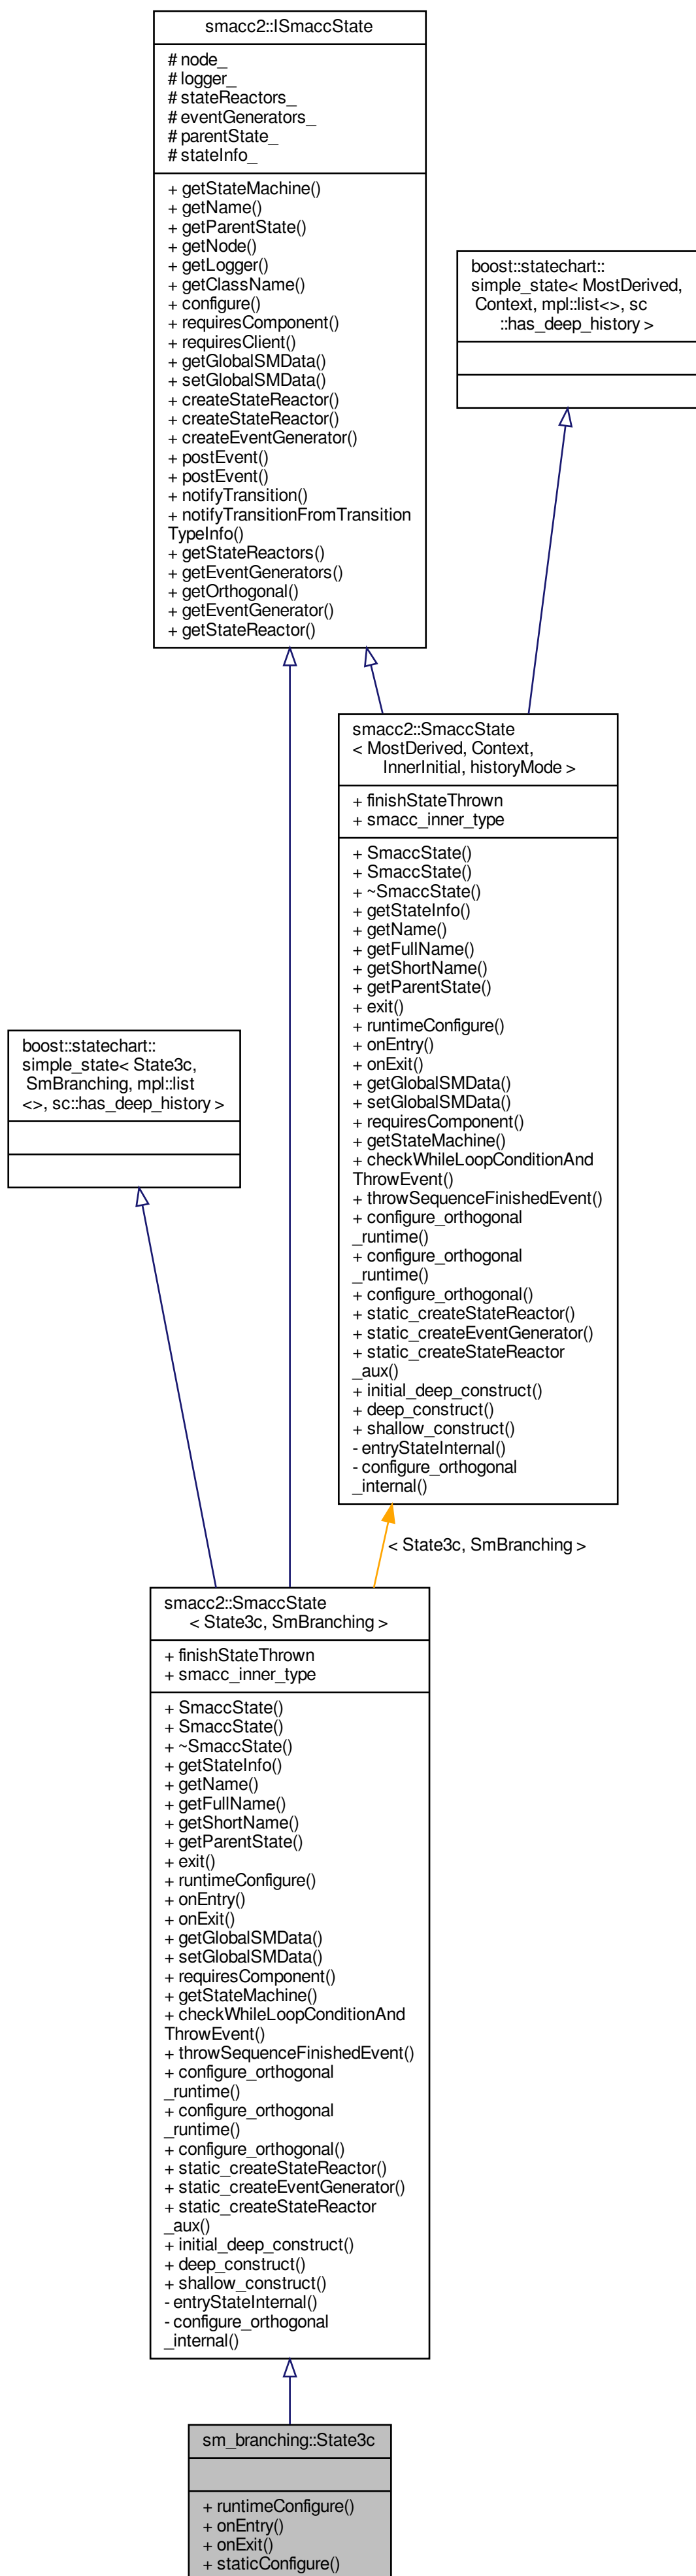 smacc2::ISmaccState
# node_
# logger_
# stateReactors_
# eventGenerators_
# parentState_
# stateInfo_
+ getStateMachine()
+ getName()
+ getParentState()
+ getNode()
+ getLogger()
+ getClassName()
+ configure()
+ requiresComponent()
+ requiresClient()
+ getGlobalSMData()
+ setGlobalSMData()
+ createStateReactor()
+ createStateReactor()
+ createEventGenerator()
+ postEvent()
+ postEvent()
+ notifyTransition()
+ notifyTransitionFromTransition
TypeInfo()
+ getStateReactors()
+ getEventGenerators()
+ getOrthogonal()
+ getEventGenerator()
+ getStateReactor()
boost::statechart::
simple_state< MostDerived,
Context, mpl::list<>, sc
::has_deep_history >
smacc2::SmaccState
< MostDerived, Context,
InnerInitial, historyMode >
+ finishStateThrown
+ smacc_inner_type
+ SmaccState()
+ SmaccState()
+ ~SmaccState()
+ getStateInfo()
+ getName()
+ getFullName()
+ getShortName()
+ getParentState()
+ exit()
+ runtimeConfigure()
+ onEntry()
+ onExit()
+ getGlobalSMData()
+ setGlobalSMData()
+ requiresComponent()
+ getStateMachine()
+ checkWhileLoopConditionAnd
ThrowEvent()
+ throwSequenceFinishedEvent()
+ configure_orthogonal
_runtime()
+ configure_orthogonal
_runtime()
+ configure_orthogonal()
+ static_createStateReactor()
+ static_createEventGenerator()
+ static_createStateReactor
_aux()
+ initial_deep_construct()
+ deep_construct()
+ shallow_construct()
- entryStateInternal()
- configure_orthogonal
_internal()
boost::statechart::
simple_state< State3c,
SmBranching, mpl::list
<>, sc::has_deep_history >
< State3c, SmBranching >
smacc2::SmaccState
< State3c, SmBranching >
+ finishStateThrown
+ smacc_inner_type
+ SmaccState()
+ SmaccState()
+ ~SmaccState()
+ getStateInfo()
+ getName()
+ getFullName()
+ getShortName()
+ getParentState()
+ exit()
+ runtimeConfigure()
+ onEntry()
+ onExit()
+ getGlobalSMData()
+ setGlobalSMData()
+ requiresComponent()
+ getStateMachine()
+ checkWhileLoopConditionAnd
ThrowEvent()
+ throwSequenceFinishedEvent()
+ configure_orthogonal
_runtime()
+ configure_orthogonal
_runtime()
+ configure_orthogonal()
+ static_createStateReactor()
+ static_createEventGenerator()
+ static_createStateReactor
_aux()
+ initial_deep_construct()
+ deep_construct()
+ shallow_construct()
- entryStateInternal()
- configure_orthogonal
_internal()
sm_branching::State3c
+ runtimeConfigure()
+ onEntry()
+ onExit()
+ staticConfigure()